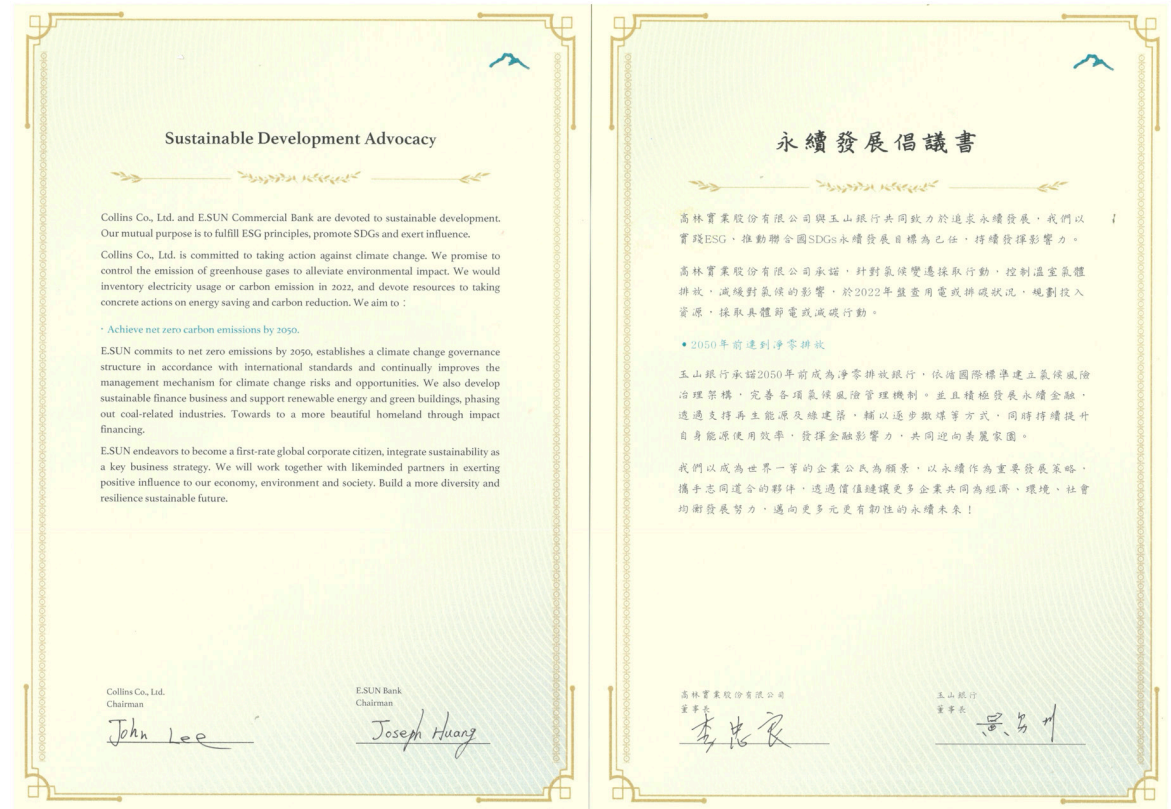 Sustainable Development Advocacy
Collins Co., Ltd. and E.SUN Commercial Bank are devoted to sustainable development.
Our mutual purpose is to fulfill ESG principles, promote SDGs and exert influence.
Collins Co., Ltd. is committed to taking action against climate change. We promise to
control the emission of greenhouse gases to alleviate environmental impact. We would
inventory electricity usage or carbon emission in 2022, and devote resources to taking
concrete actions on energy saving and carbon reduction. We aim to：
· Achieve net zero carbon emissions by 2050.
E.SUN commits to net zero emissions by 2050, establishes a climate change governance
structure in accordance with international standards and continually improves the
management mechanism for climate change risks and opportunities. We also develop
sustainable finance business and support renewable energy and green buildings, phasing
out coal-related industries. Towards to a more beautiful homeland through impact
financing.
E.SUN endeavors to become a first-rate global corporate citizen, integrate sustainability as
a key business strategy. We will work together with likeminded partners in exerting
positive influence to our economy, environment and society. Build a more diversity and
resilience sustainable future.
Collins Co., Ltd.
Chairman
John Lee
E.SUN Bank
Chairman
Joseph Huang
永續發展倡議書
高林實業股份有限公司與玉山銀行共同致力於追求永續發展，我們以
實踐ESG，推動聯合國SDGs永續發展目標為己任，持續發揮影響力。
高林實業股份有限公司承諾，針對氣候變遷採取行動，控制溫室氣體
排放，減緩對氣候的影響，於2022年盤查用電或排碳狀況，規劃投入
資源，採取具體節電或減碳行動。
•2050年前達到淨零排放
玉山銀行承諾2050年前成為淨零排放銀行，依循國際標準建立氣候風險
治理架構，完善各項氣候風險管理機制。並且積極發展永續金融，
透過支持再生能源及綠建築，輔以逐步撤煤等方式，同時持續提升
自身能源使用效率，發揮金融影響力，共同迎向美麗家園。
我們以成為世界一等的企業公民為願景，以永續作為重要發展策略，
攜手志同道合的夥伴，透過價值鏈讓更多企業共同為經濟、環境、社會
均衡發展努力，邁向更多元更有韌性的永續未來！
高林實業股份有限公司
董事長
李忠良
玉山銀行
董事長
黃男州